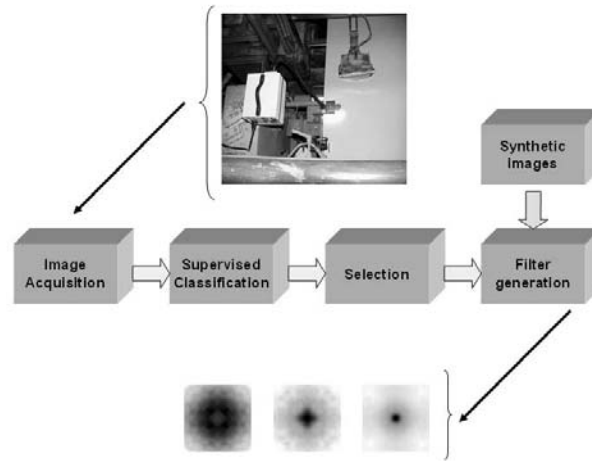 Synthetic
Images
Image
Acquisition
Supervised
Classification
Selection
Filter
generation